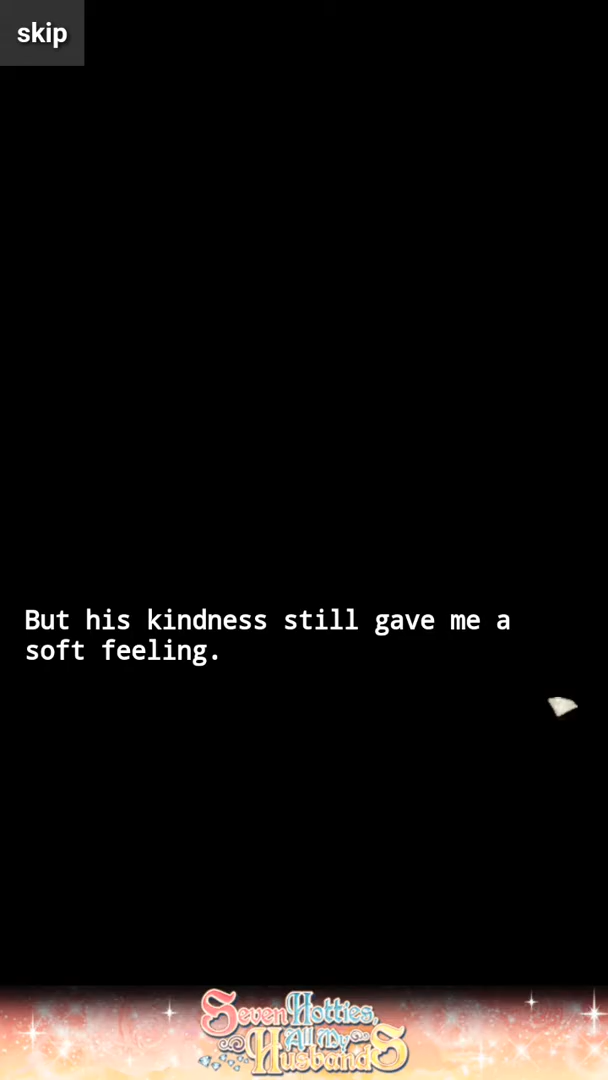 skip
But his kindness still gave me a
soft feeling.
Seven Hotties,
All My
Husbands